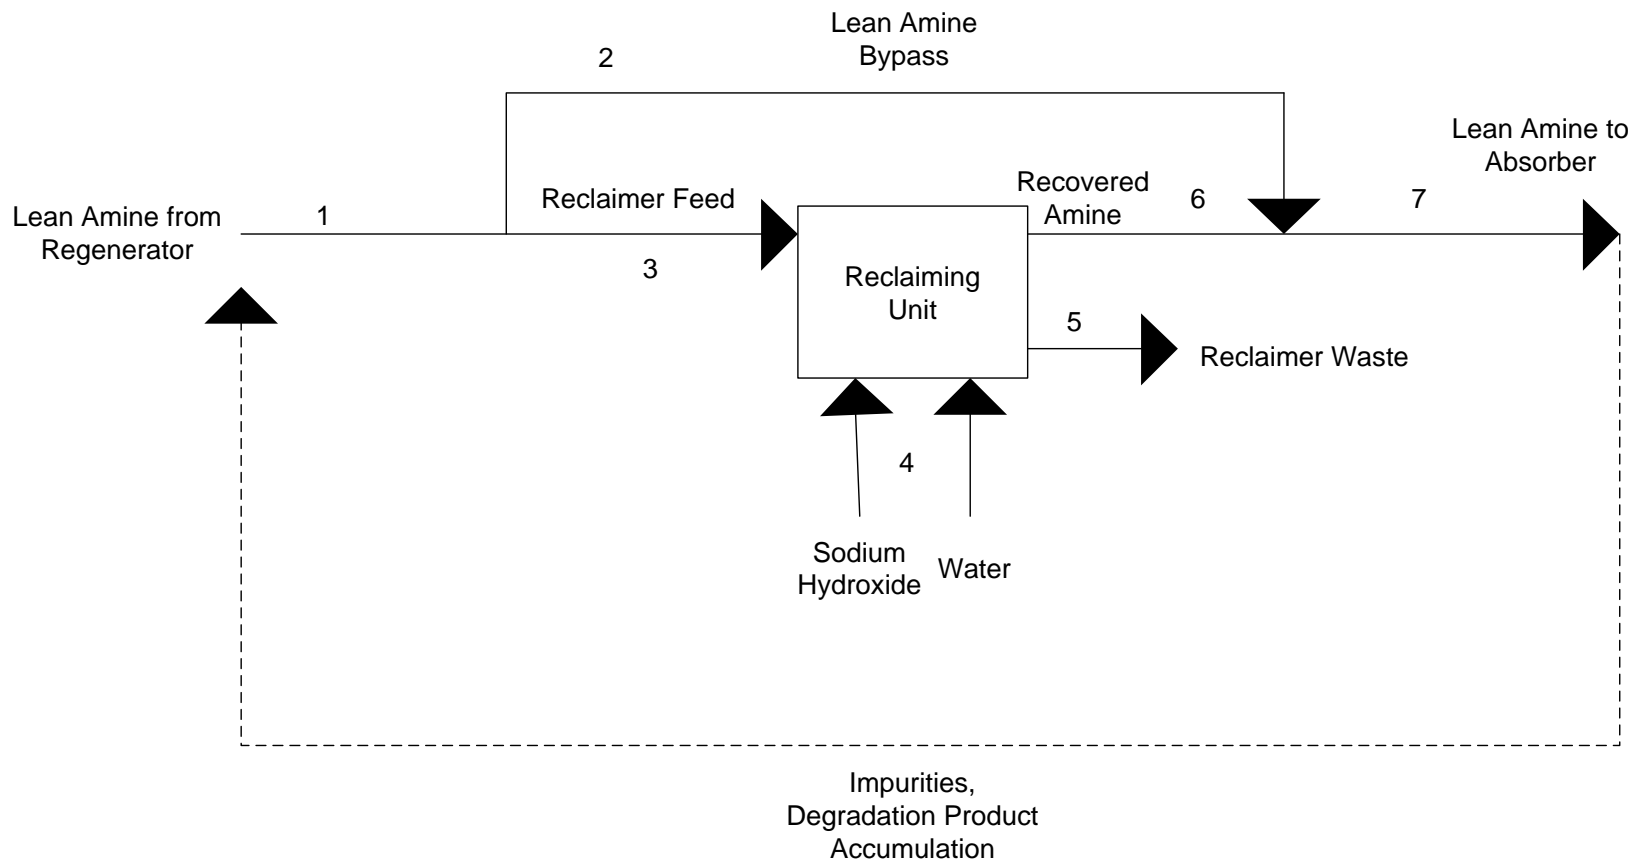 Lean Amine
Bypass
2
Lean Amine to
Absorber
Lean Amine from
Regenerator
1
Reclaimer Feed
3
Recovered
Amine
6
7
Reclaiming
Unit
5
Reclaimer Waste
4
Sodium
Hydroxide
Water
Impurities,
Degradation Product
Accumulation